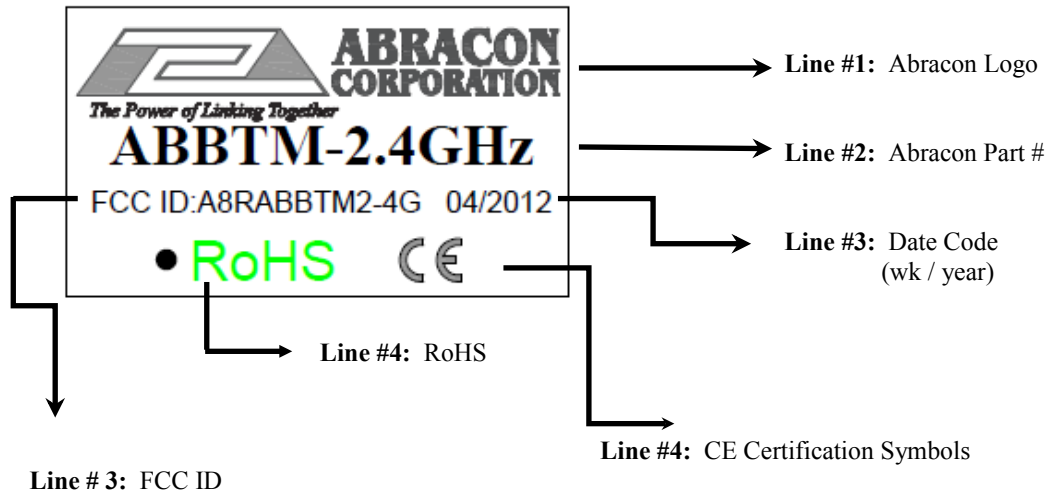 ABRACON
CORPORATION
The Power of Linking Together
ABBTM-2.4GHz
FCC ID:A8RABBTM2-4G 04/2012
• RoHS CE
Line #1: Abracon Logo
Line #2: Abracon Part #
Line #3: Date Code
(wk / year)
Line #4: RoHS
Line #4: CE Certification Symbols
Line # 3: FCC ID